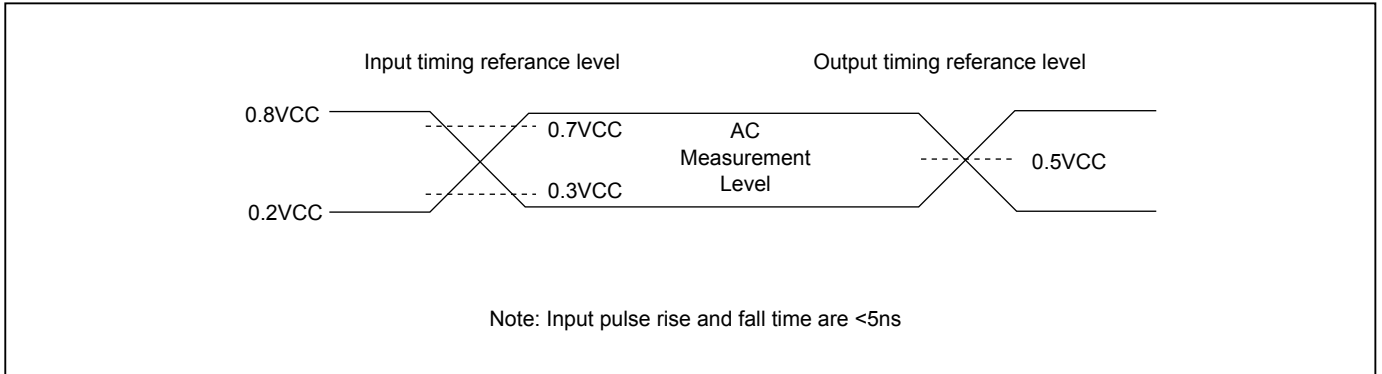 Input timing referance level
Output timing referance level
0.8VCC
0.7VCC
AC
Measurement
Level
0.5VCC
0.3VCC
0.2VCC
Note: Input pulse rise and fall time are <5ns